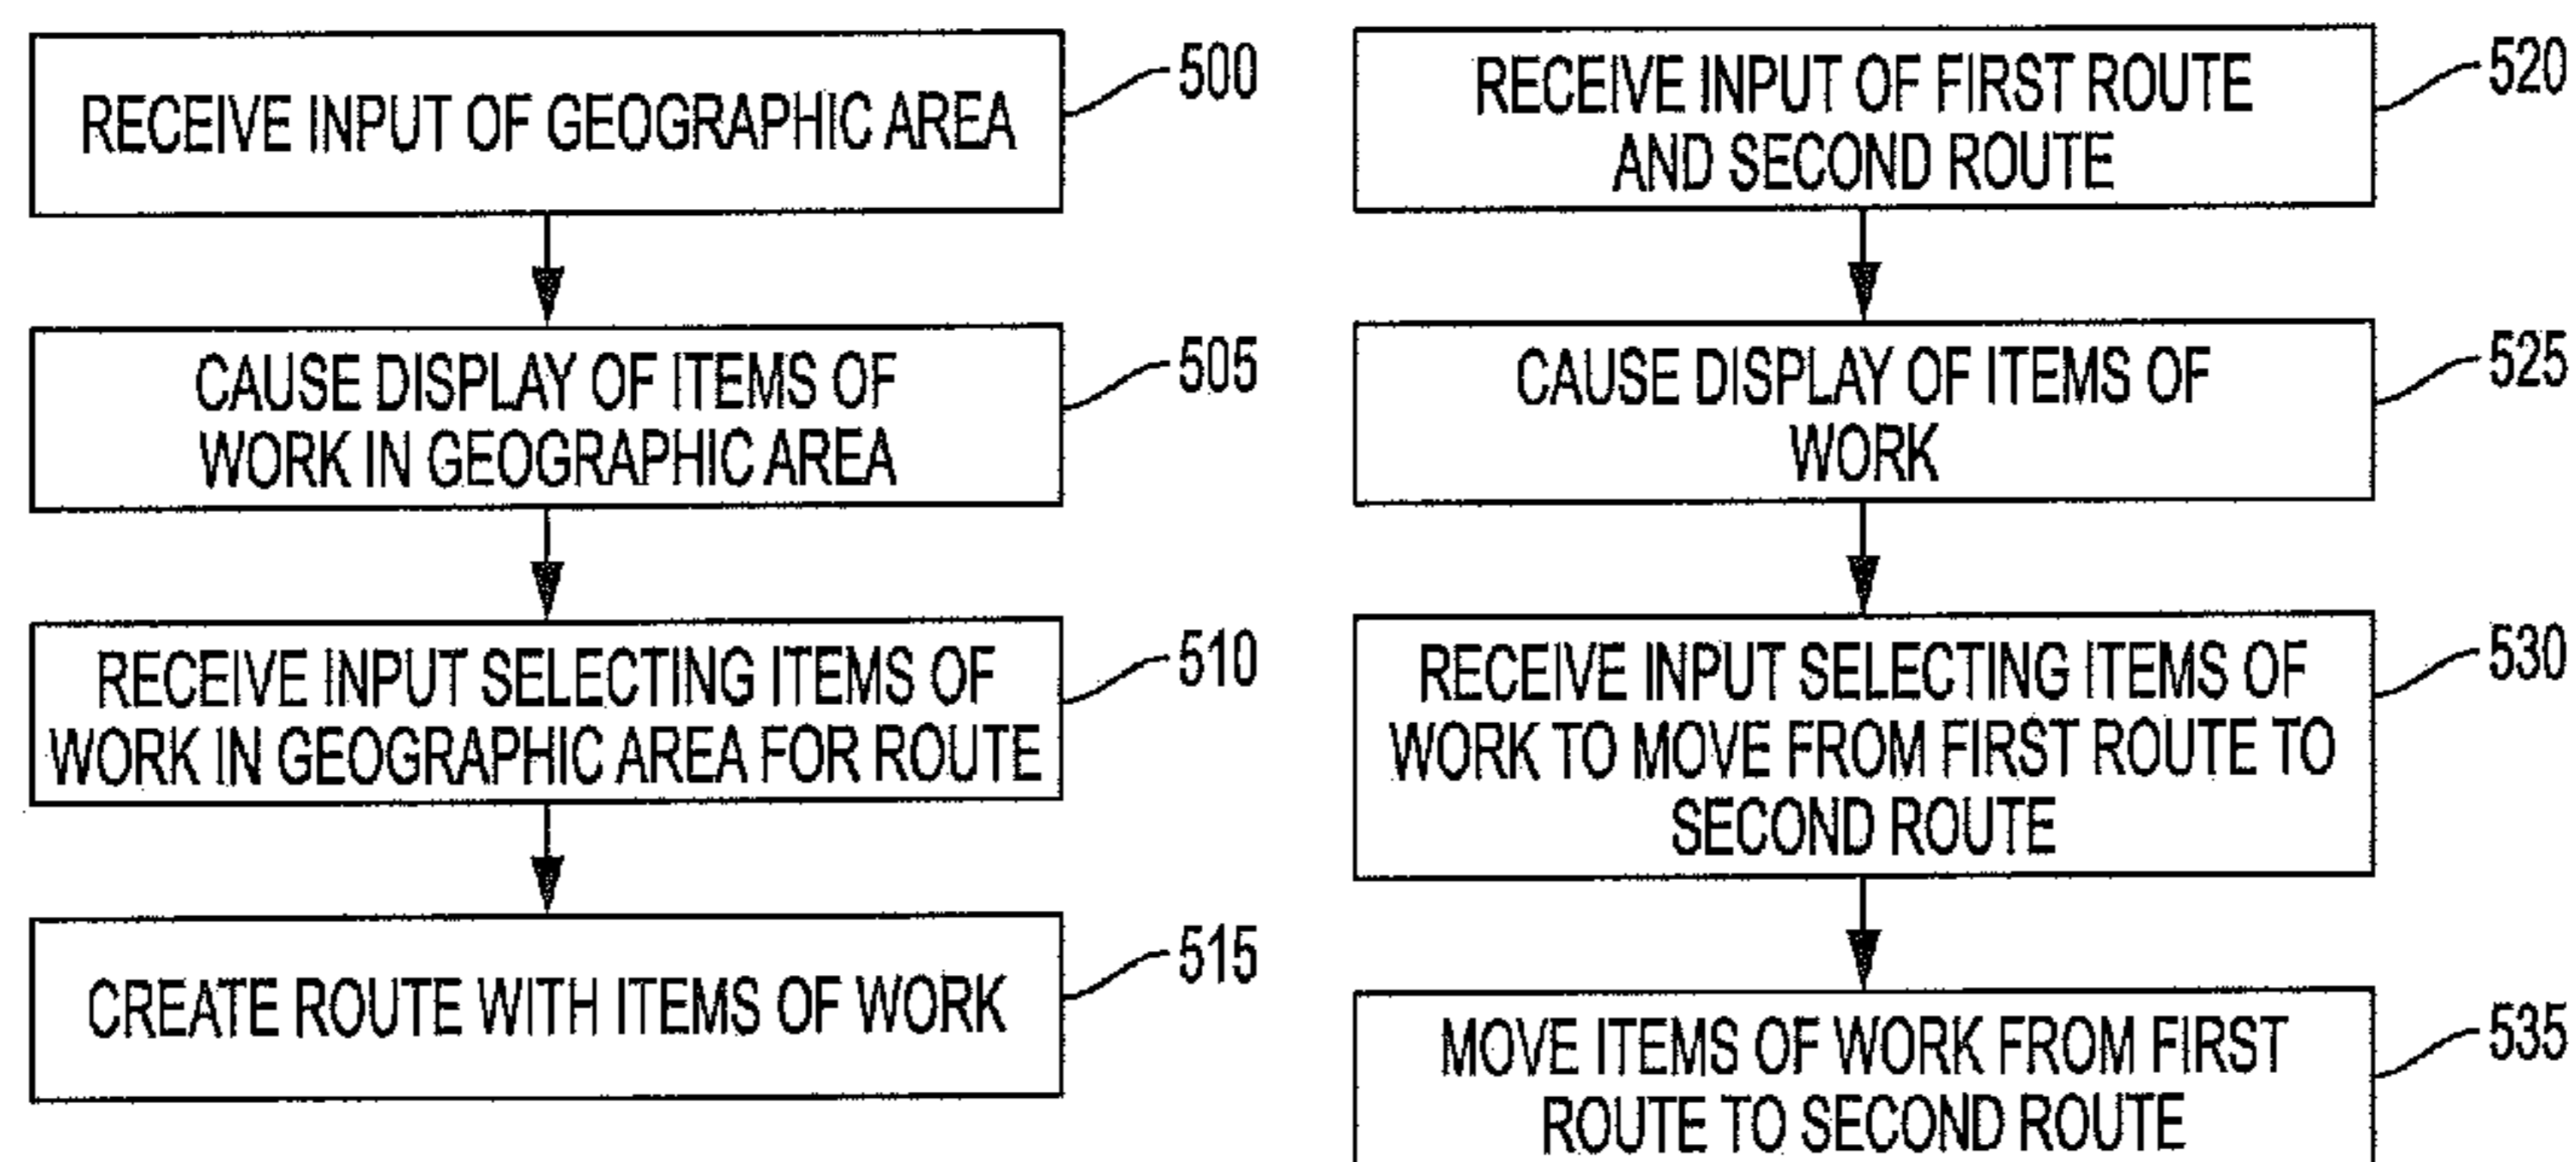 RECEIVE INPUT OF GEOGRAPHIC AREA
500
CAUSE DISPLAY OF ITEMS OF
WORK IN GEOGRAPHIC AREA
505
RECEIVE INPUT SELECTING ITEMS OF
WORK IN GEOGRAPHIC AREA FOR ROUTE
510
CREATE ROUTE WITH ITEMS OF WORK
515
RECEIVE INPUT OF FIRST ROUTE
AND SECOND ROUTE
520
CAUSE DISPLAY OF ITEMS OF
WORK
525
RECEIVE INPUT SELECTING ITEMS OF
WORK TO MOVE FROM FIRST ROUTE TO
SECOND ROUTE
530
MOVE ITEMS OF WORK FROM FIRST
ROUTE TO SECOND ROUTE
535